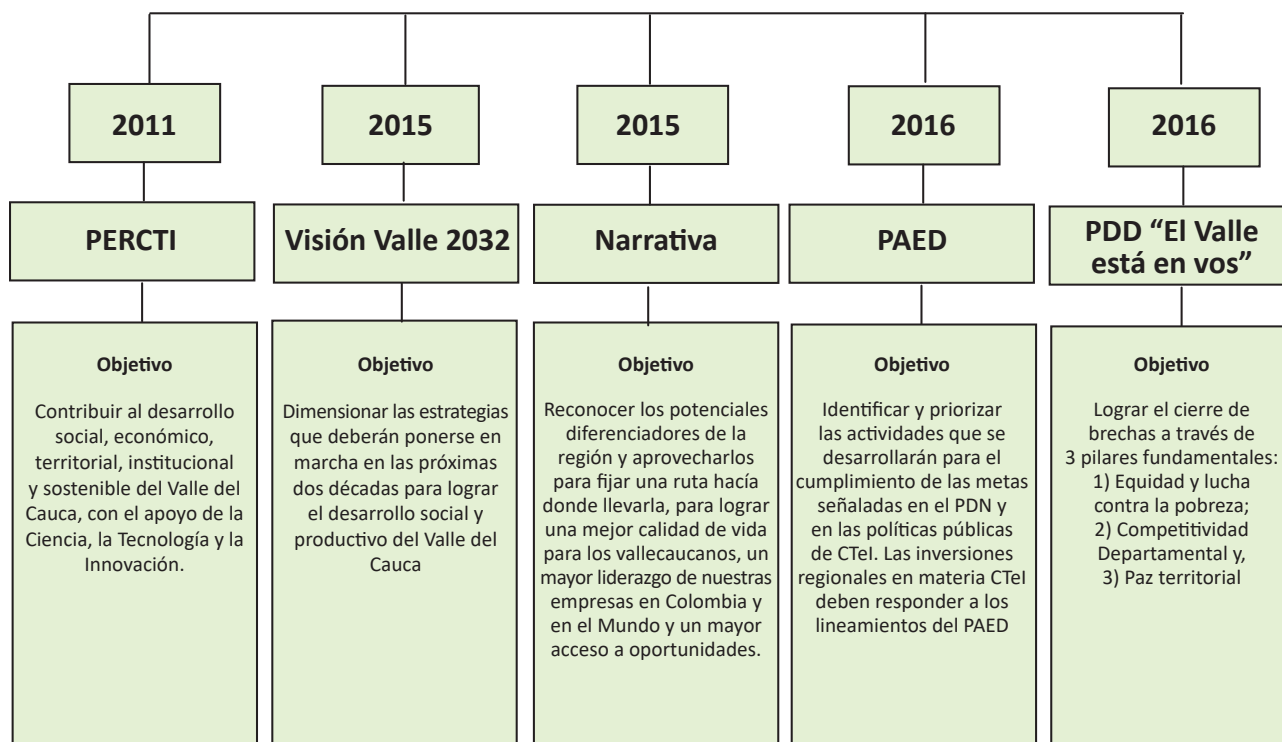 2011
PERCTI
Objetivo
Contribuir al desarrollo
social, económico,
territorial, institucional
y sostenible del Valle del
Cauca, con el apoyo de la
Ciencia, la Tecnología y la
Innovación.
2015
Visión Valle 2032
Objetivo
Dimensionar las estrategias
que deberán ponerse en
marcha en las próximas
dos décadas para lograr
el desarrollo social y
productivo del Valle del
Cauca
2015
Narrativa
Objetivo
Reconocer los potenciales
diferenciadores de la
región y aprovecharlos
para fijar una ruta hacía
donde llevarla, para lograr
una mejor calidad de vida
para los vallecaucanos, un
mayor liderazgo de nuestras
empresas en Colombia y
en el Mundo y un mayor
acceso a oportunidades.
2016
PAED
Objetivo
Identificar y priorizar
las actividades que se
desarrollarán para el
cumplimiento de las metas
señaladas en el PDN y
en las políticas públicas
de CTeI. Las inversiones
regionales en materia CTeI
deben responder a los
lineamientos del PAED
2016
PDD “El Valle
está en vos”
Objetivo
Lograr el cierre de
brechas a través de
3 pilares fundamentales:
1) Equidad y lucha
contra la pobreza;
2) Competitividad
Departamental y,
3) Paz territorial